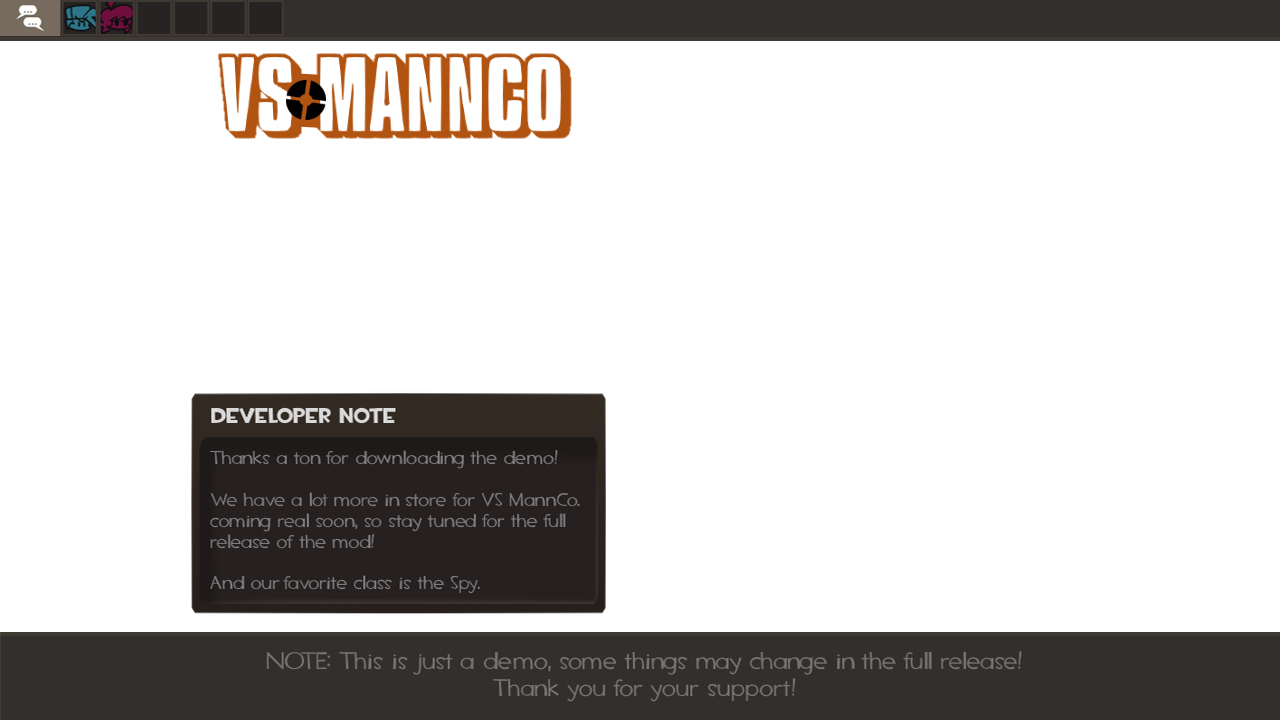 VS MANNCO
DEVELOPER NOTE
Thanks a ton for downloading the demo!
We have a lot more in store for VS MannCo.
coming real soon, so stay tuned for the full
release of the mod!
And our favorite class is the Spy.
NOTE: This is just a demo, some things may change in the full release!
Thank you for your support!